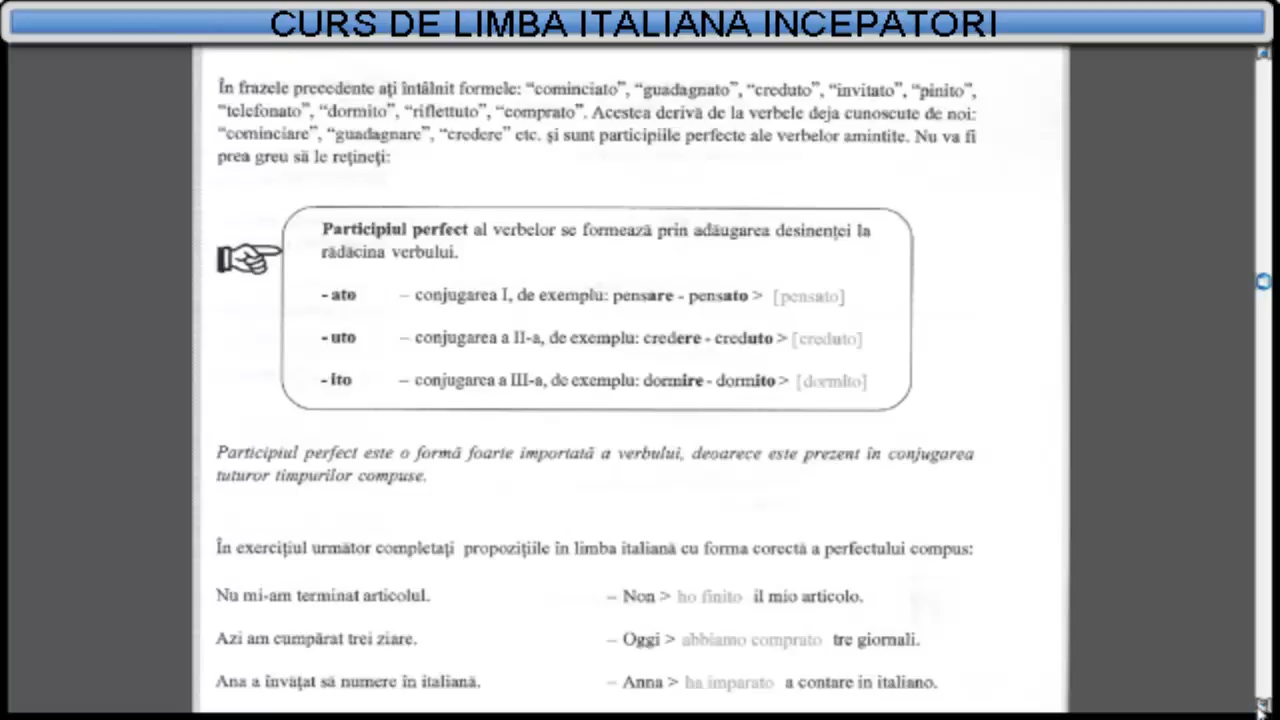 CURS DE LIMBA ITALIANA INCEPATORI
În frazele precedente aţi întâlnit formele: “cominciato”, “guadagnato”, “creduto”, “invitato”, “pinito”,
“telefonato”, “dormito”, “riflettuto”, “comprato”. Acestea derivă de la verbele deja cunoscute de noi:
“cominciare”, “guadagnare”, “credere” etc. şi sunt participiile perfecte ale verbelor amintite. Nu va fi
prea greu să le reţineţi:
Participiul perfect al verbelor se formează prin adăugarea desinenţei la
rădăcina verbului.
- ato – conjugarea I, de exemplu: pensare - pensato > [pensato]
- uto – conjugarea a II-a, de exemplu: credere - creduto > [creduto]
- ito – conjugarea a III-a, de exemplu: dormire - dormito > [dormito]
Participiul perfect este o formă foarte importată a verbului, deoarece este prezent în conjugarea
tuturor timpurilor compuse.
În exerciţiul următor completaţi propoziţiile în limba italiană cu forma corectă a perfectului compus:
Nu mi-am terminat articolul. – Non > ho finito il mio articolo.
Azi am cumpărat trei ziare. – Oggi > abbiamo comprato tre giornali.
Ana a învăţat să numere în italiană. – Anna > ha imparato a contare in italiano.